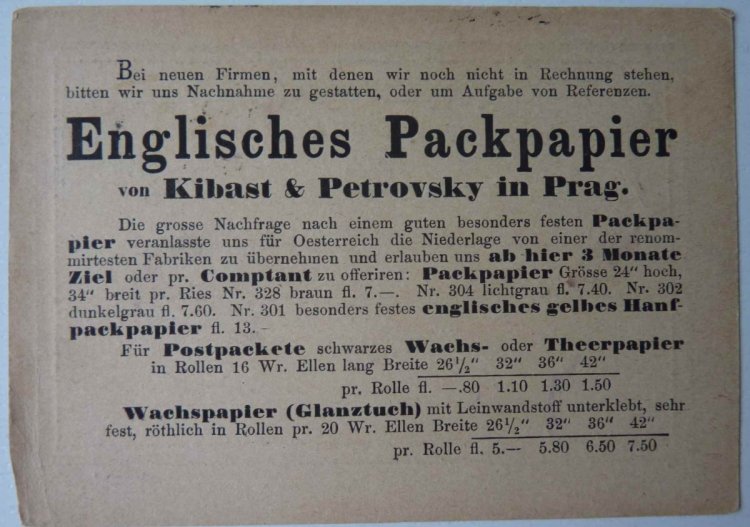 Bei neuen Firmen, mit denen wir noch nicht in Rechnung stehen,
bitten wir uns Nachnahme zu gestatten, oder um Aufgabe von Referenzen.
Englisches Packpapier
von Kibast & Petrovsky in Prag.
Die grosse Nachfrage nach einem guten besonders festen Packpa-
pier veranlasste uns für Oesterreich die Niederlage von einer der renom-
mirtesten Fabriken zu übernehmen und erlauben uns ab hier 3 Monate
Ziel oder pr. Comptant zu offeriren: Packpapier Grösse 24" hoch,
34" breit pr. Ries Nr. 328 braun fl. 7.—. Nr. 304 lichtgrau fl. 7.40. Nr. 302
dunkelgrau fl. 7.60. Nr. 301 besonders festes englisches gelbes Hanf-
packpapier fl. 13.-
Für Postpackete schwarzes Wachs- oder Theerpapier
in Rollen 16 Wr. Ellen lang Breite 26½" 32" 36" 42"
pr. Rolle fl. —.80 1.10 1.30 1.50
Wachspapier (Glanztuch) mit Leinwandstoff unterklebt, sehr
fest, röthlich in Rollen pr. 20 Wr. Ellen Breite 26½" 32" 36" 42"
pr. Rolle fl. 5.— 5.80 6.50 7.50